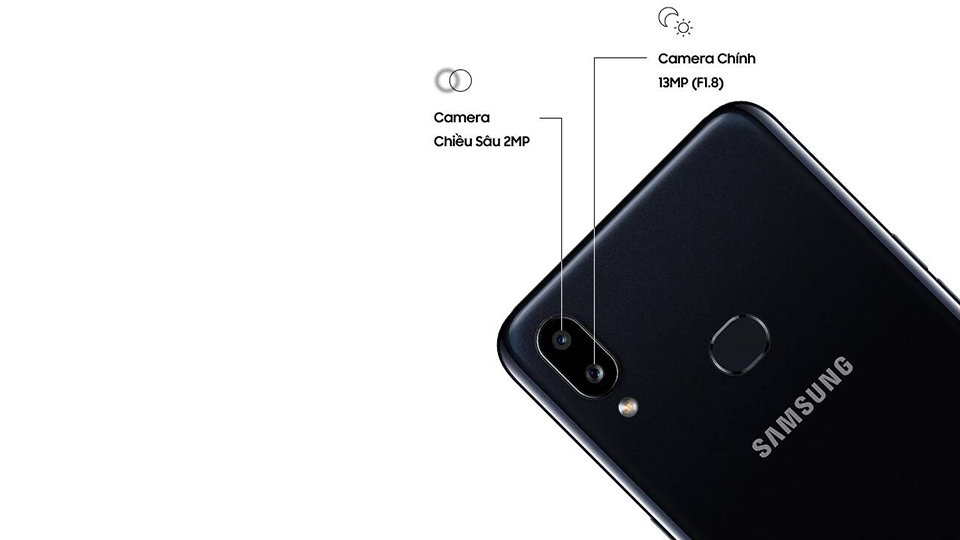 Camera Chính
13MP (F1.8)
Camera
Chiều Sâu 2MP
SAMSUNG